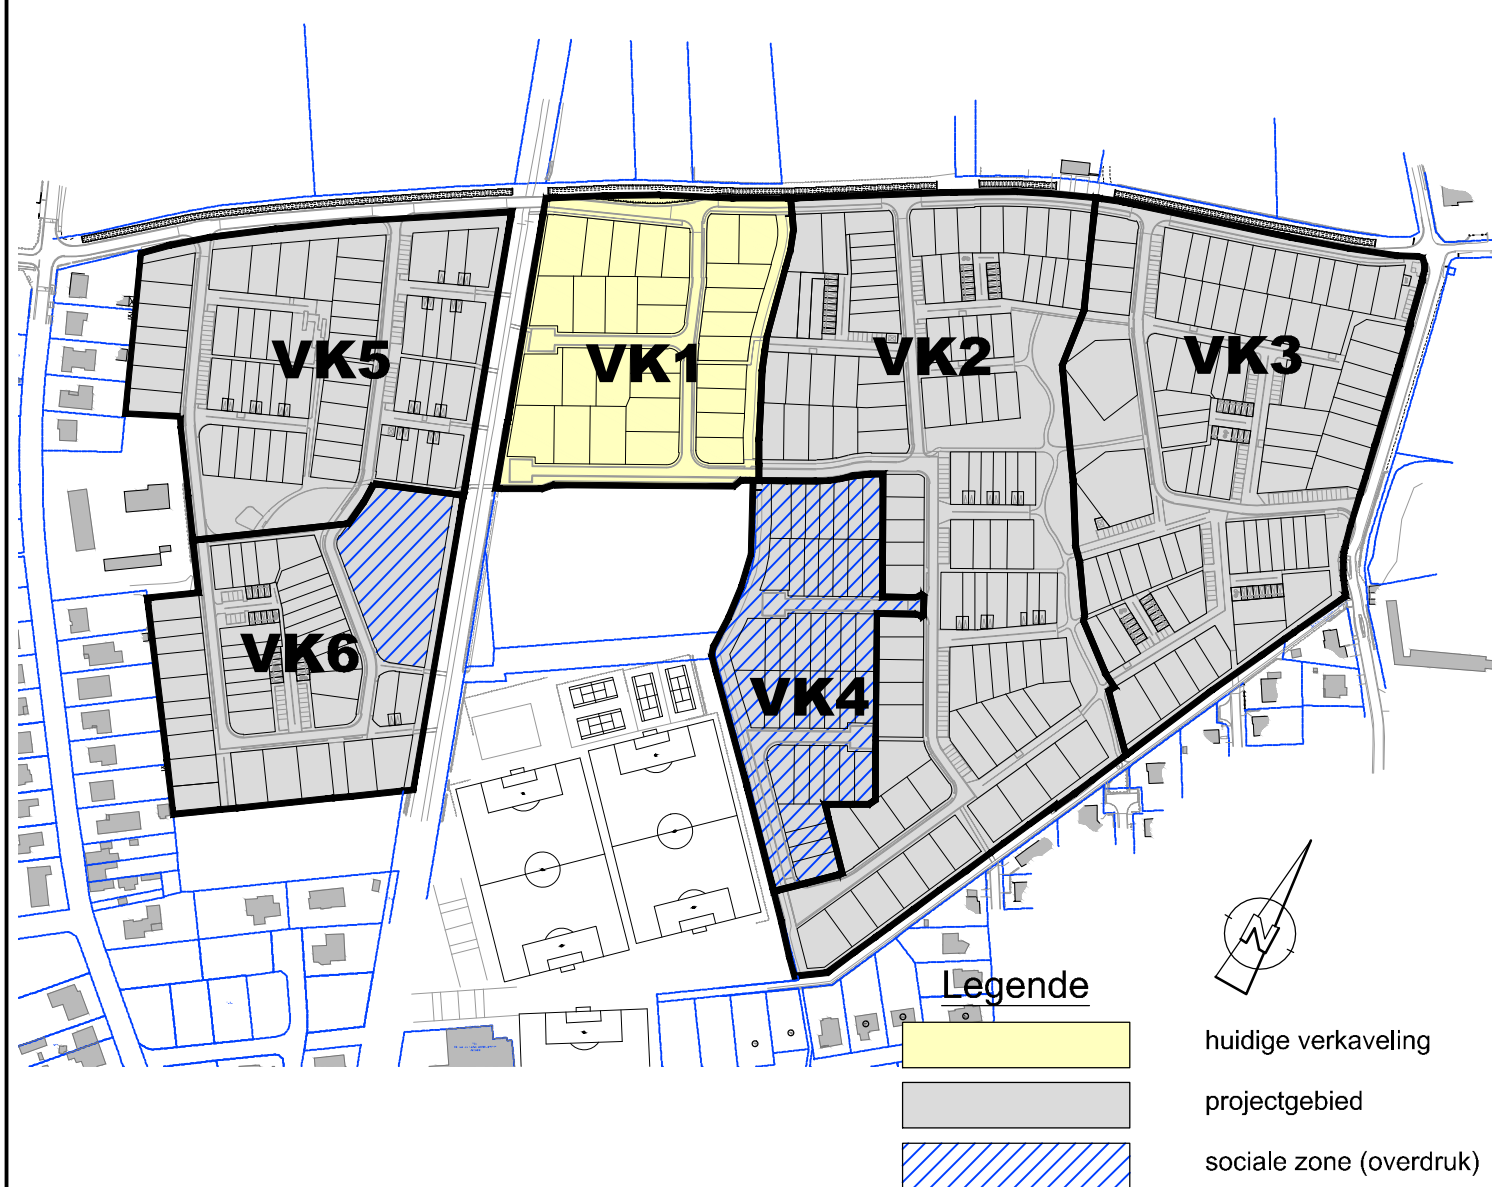 VK5
VK1
VK2
VK3
VK6
VK4
N
Legende
huidige verkaveling
projectgebied
sociale zone (overdruk)